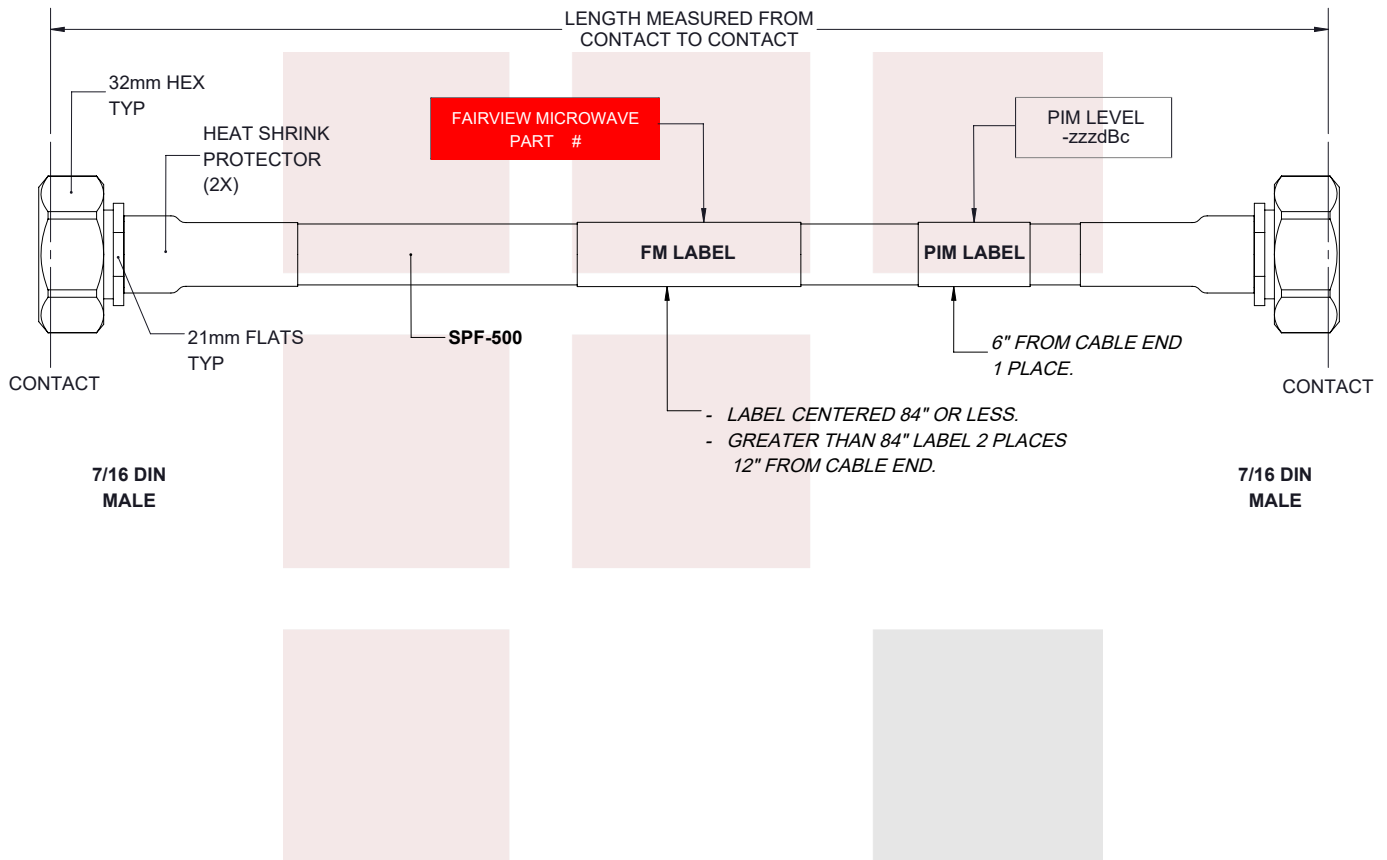 LENGTH MEASURED FROM
CONTACT TO CONTACT
32mm HEX
TYP
HEAT SHRINK
PROTECTOR
(2X)
FAIRVIEW MICROWAVE
PART #
PIM LEVEL
-zzzdBc
FM LABEL
PIM LABEL
21mm FLATS
TYP
SPF-500
6" FROM CABLE END
1 PLACE.
CONTACT
CONTACT
- LABEL CENTERED 84" OR LESS.
- GREATER THAN 84" LABEL 2 PLACES
12" FROM CABLE END.
7/16 DIN
MALE
7/16 DIN
MALE